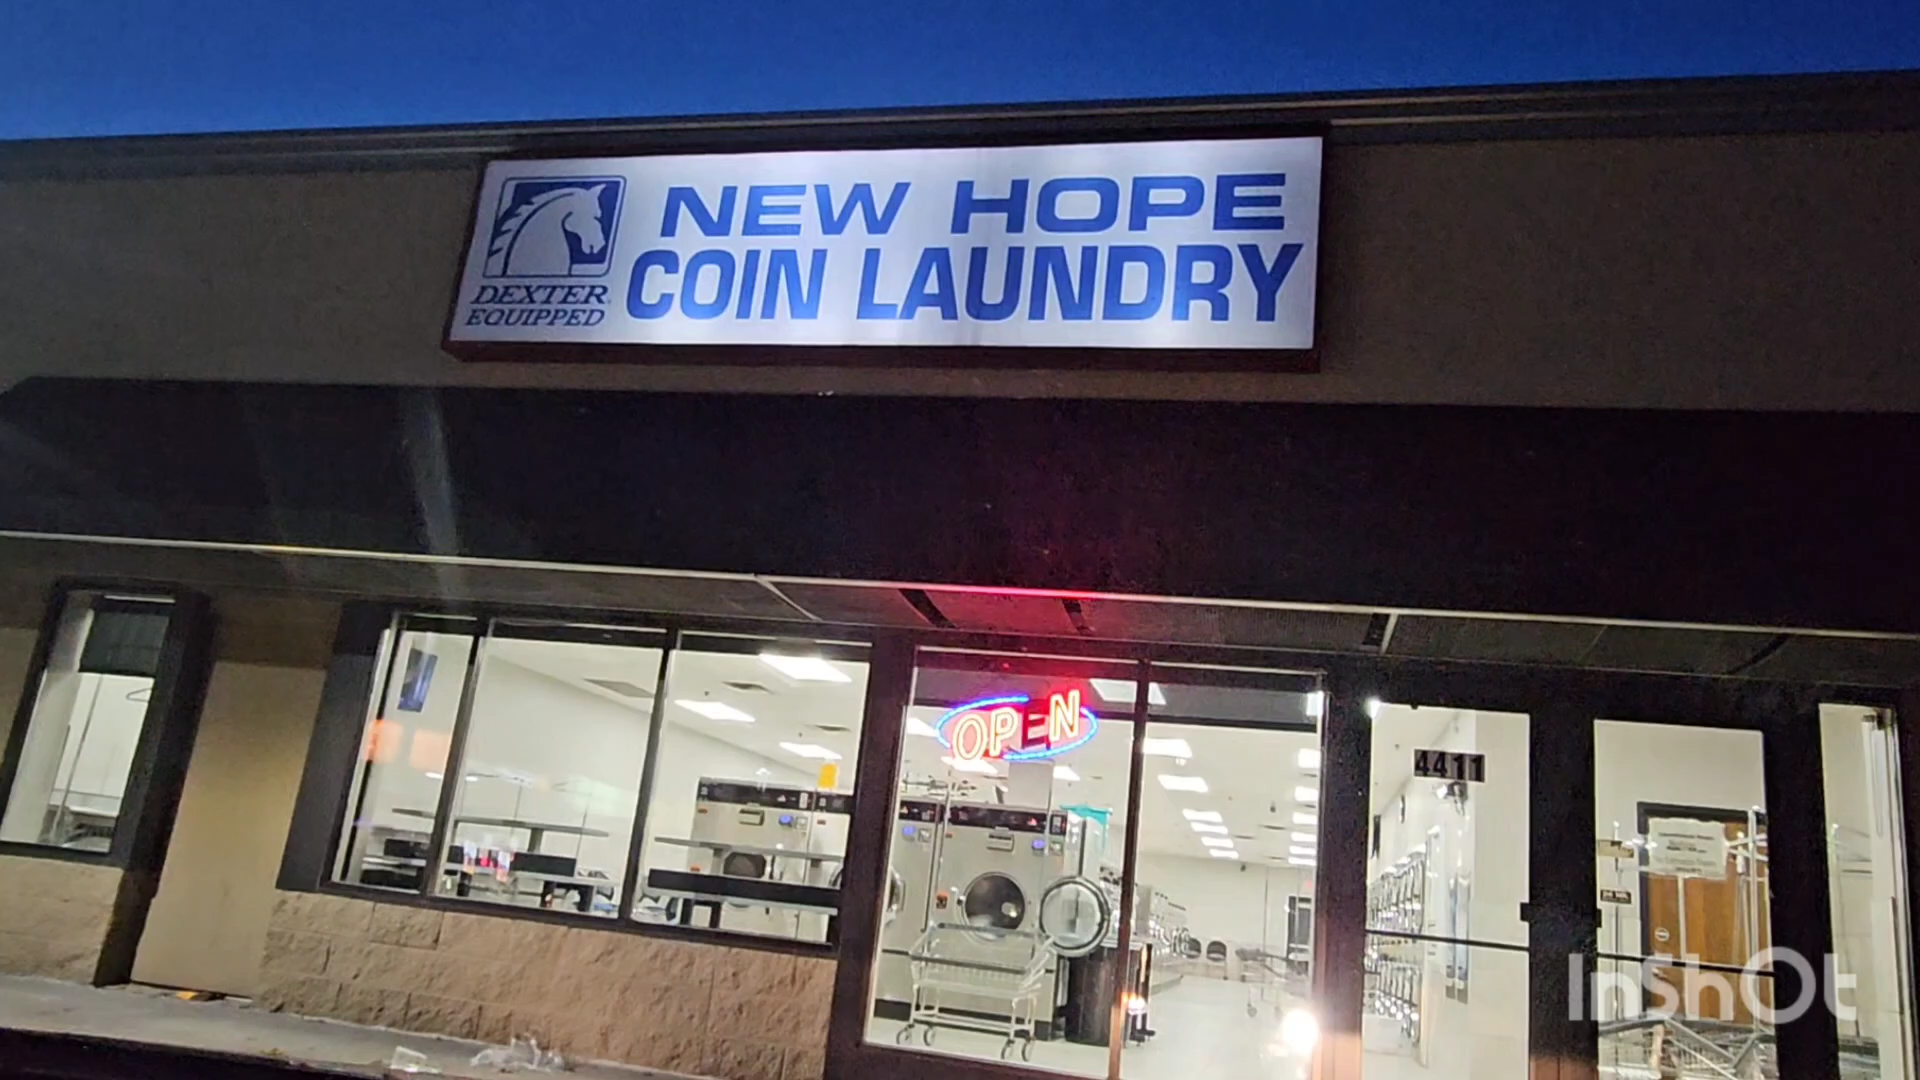 NEW HOPE
COIN LAUNDRY
DEXTER
EQUIPPED
OPEN
4411
InShOt